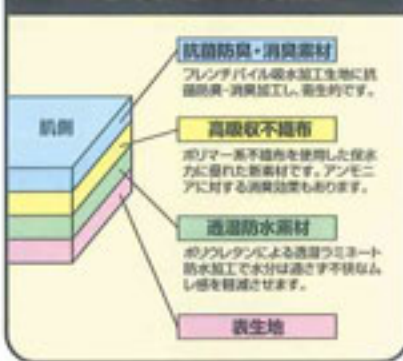 肌側
抗菌防臭・消臭素材
フレンチパイル吸水加工生地に抗
菌防臭・消臭加工し、衛生的です。
高吸収不織布
ポリマー系不織布を使用した保水
力に優れた新素材です。アンモニ
アに対する消臭効果もあります。
透湿防水素材
ポリウレタンによる透湿ラミネート
防水加工で水分は通さず不快なム
レ感を軽減させます。
表生地